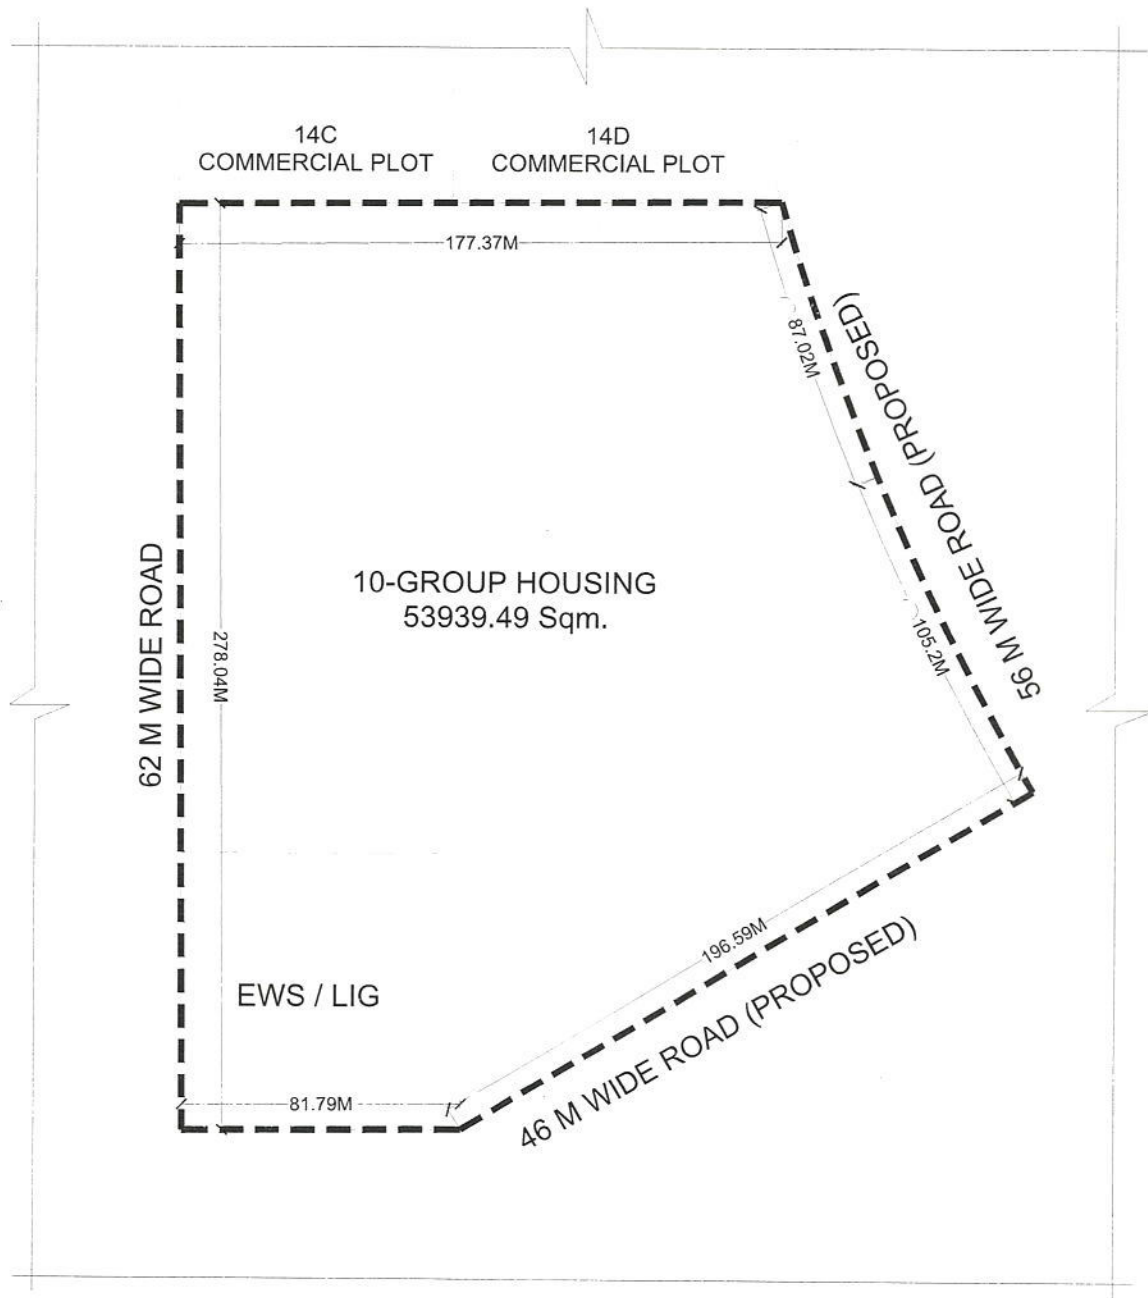 14C
COMMERCIAL PLOT
14D
COMMERCIAL PLOT
177.37M
87.02M
56 M WIDE ROAD (PROPOSED)
10-GROUP HOUSING
53939.49 Sqm.
62 M WIDE ROAD
278.04M
105.2M
196.59M
46 M WIDE ROAD (PROPOSED)
EWS / LIG
81.79M